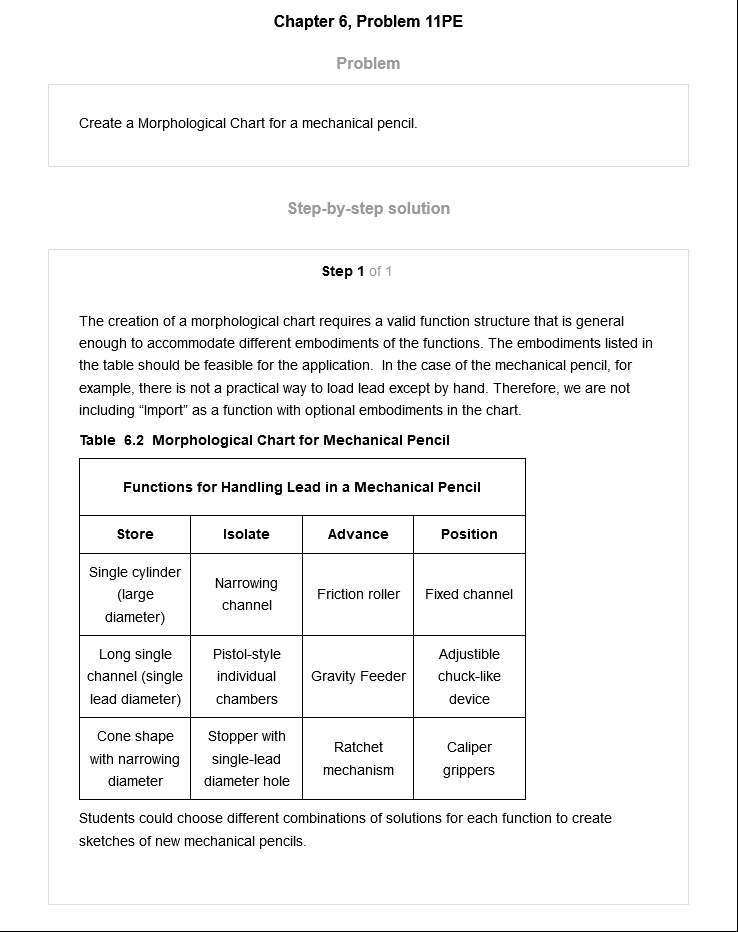 Chapter 6, Problem 11PE
Problem
Create a Morphological Chart for a mechanical pencil.
Step-by-step solution
Step 1 of 1
The creation of a morphological chart requires a valid function structure that is general
enough to accommodate different embodiments of the functions. The embodiments listed in
the table should be feasible for the application.  In the case of the mechanical pencil, for
example, there is not a practical way to load lead except by hand. Therefore, we are not
including “Import” as a function with optional embodiments in the chart.
Table  6.2  Morphological Chart for Mechanical Pencil
Functions for Handling Lead in a Mechanical Pencil
Store
Isolate
Advance
Position
Single cylinder
(large
diameter)
Narrowing
channel
Friction roller
Fixed channel
Long single
channel (single
lead diameter)
Pistol-style
individual
chambers
Gravity Feeder
Adjustible
chuck-like
device
Cone shape
with narrowing
diameter
Stopper with
single-lead
diameter hole
Ratchet
mechanism
Caliper
grippers
Students could choose different combinations of solutions for each function to create
sketches of new mechanical pencils.